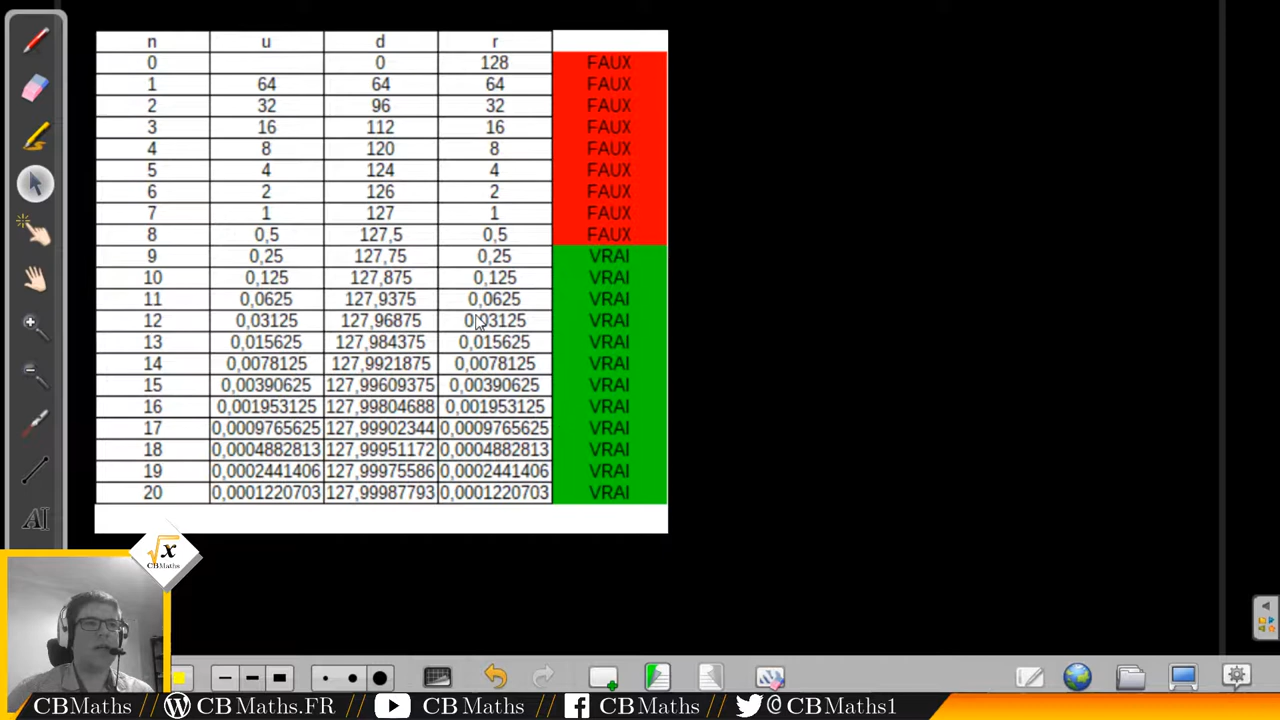 n u d r
0 0 128 FAUX
1 64 64 64 FAUX
2 32 96 32 FAUX
3 16 112 16 FAUX
4 8 120 8 FAUX
5 4 124 4 FAUX
6 2 126 2 FAUX
7 1 127 1 FAUX
8 0,5 127,5 0,5 FAUX
9 0,25 127,75 0,25 VRAI
10 0,125 127,875 0,125 VRAI
11 0,0625 127,9375 0,0625 VRAI
12 0,03125 127,96875 0,03125 VRAI
13 0,015625 127,984375 0,015625 VRAI
14 0,0078125 127,9921875 0,0078125 VRAI
15 0,00390625 127,99609375 0,00390625 VRAI
16 0,001953125 127,99804688 0,001953125 VRAI
17 0,0009765625 127,99902344 0,0009765625 VRAI
18 0,0004882813 127,99951172 0,0004882813 VRAI
19 0,0002441406 127,99975586 0,0002441406 VRAI
20 0,0001220703 127,99987793 0,0001220703 VRAI
AI
√x
CBMaths
CBMaths // CBMaths.FR // CBMaths // CBMaths // @CBMaths1